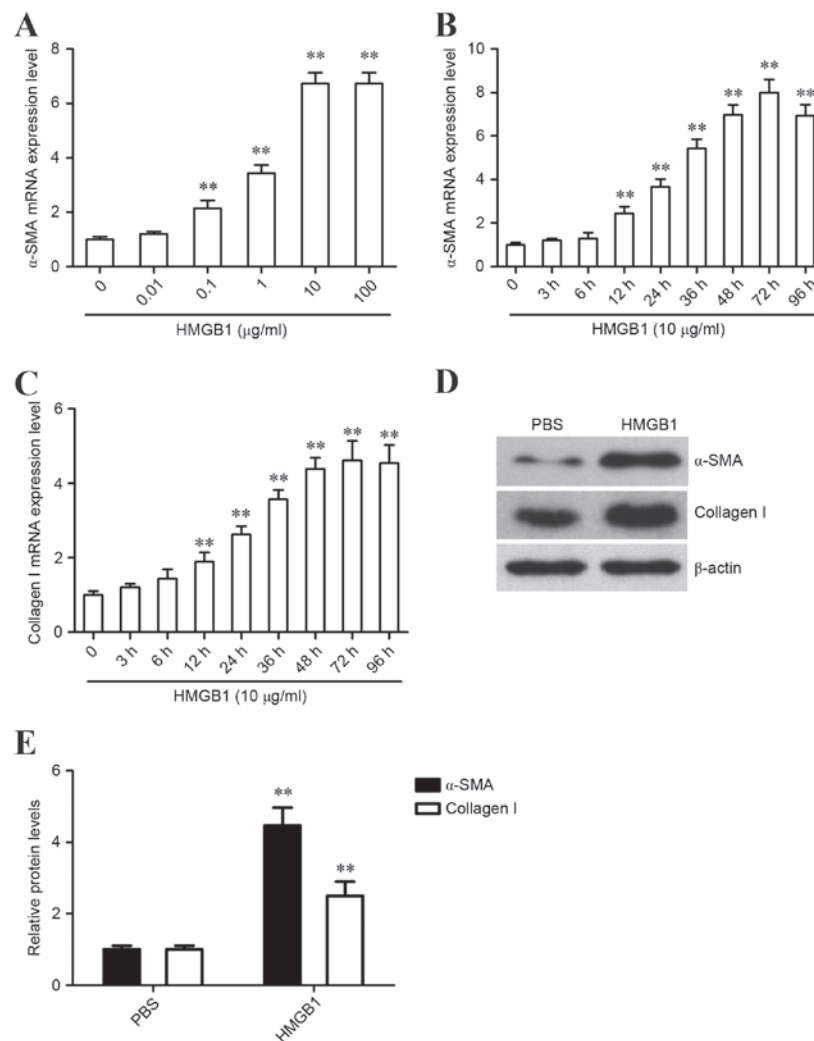 A
α-SMA mRNA expression level
8
6
4
2
0
** ** ** **
0 0.01 0.1 1 10 100
HMGB1 (μg/ml)
B
α-SMA mRNA expression level
10
8
6
4
2
0
** ** ** ** ** **
0 3 h 6 h 12 h 24 h 36 h 48 h 72 h 96 h
HMGB1 (10 μg/ml)
C
Collagen I mRNA expression level
6
4
2
0
** ** ** ** ** **
0 3 h 6 h 12 h 24 h 36 h 48 h 72 h 96 h
HMGB1 (10 μg/ml)
D
PBS HMGB1
α-SMA
Collagen I
β-actin
E
Relative protein levels
6
4
2
0
** **
PBS HMGB1
α-SMA
Collagen I